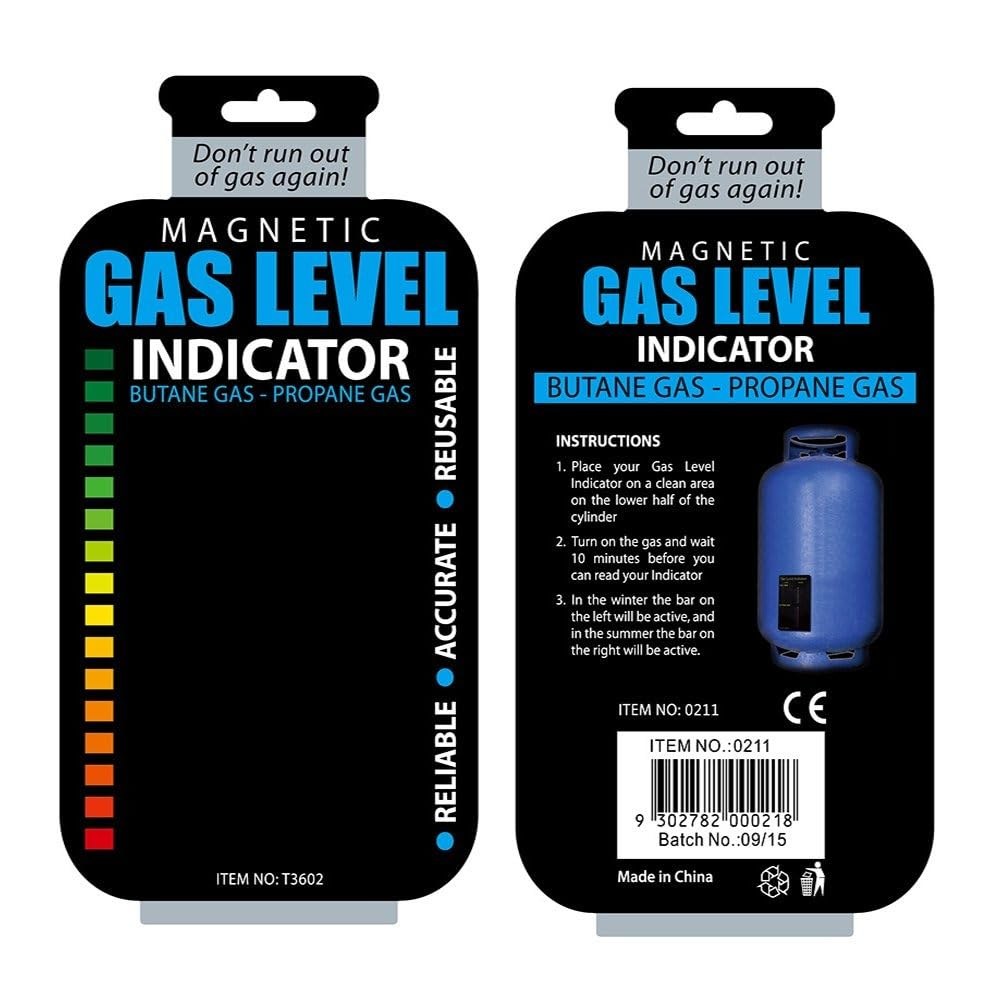 Don't run out
of gas again!
MAGNETIC
GAS LEVEL
INDICATOR
BUTANE GAS - PROPANE GAS
RELIABLE ACCURATE REUSABLE
ITEM NO: T3602
Don't run out
of gas again!
MAGNETIC
GAS LEVEL
INDICATOR
BUTANE GAS - PROPANE GAS
INSTRUCTIONS
1. Place your Gas Level
Indicator on a clean area
on the lower half of the
cylinder
2. Turn on the gas and wait
10 minutes before you
can read your Indicator
3. In the winter the bar on
the left will be active, and
in the summer the bar on
the right will be active.
ITEM NO: 0211
CE
ITEM NO.:0211
9 302782 000218
Batch No.:09/15
Made in China